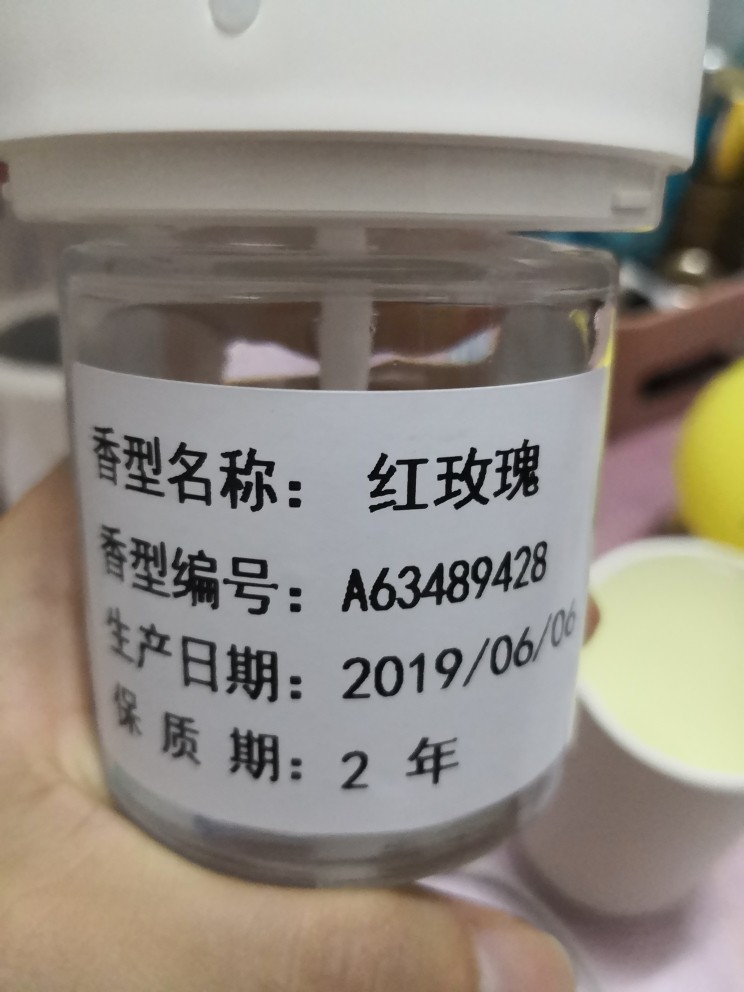 香型名称： 红玫瑰
香型编号： A63489428
生产日期： 2019/06/06
保 质 期： 2 年